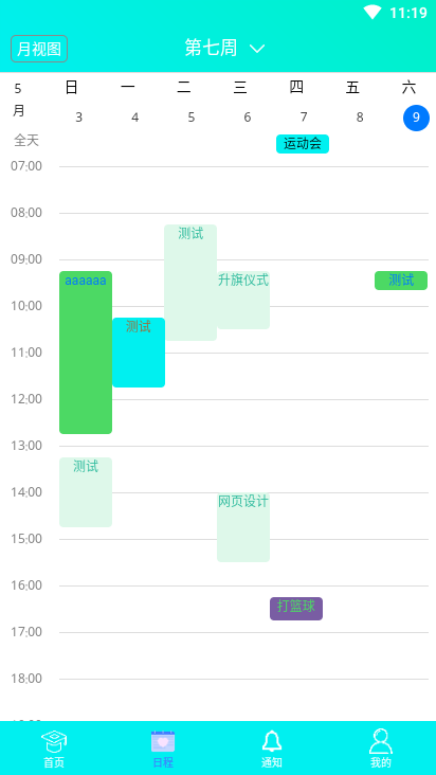 11:19
月视图
第七周
5
月
日 一 二 三 四 五 六
3 4 5 6 7 8 9
全天
运动会
07:00
08:00
测试
09:00
aaaaaa
升旗仪式
测试
10:00
测试
11:00
12:00
13:00
测试
14:00
网页设计
15:00
16:00
打篮球
17:00
18:00
首页
日程
通知
我的